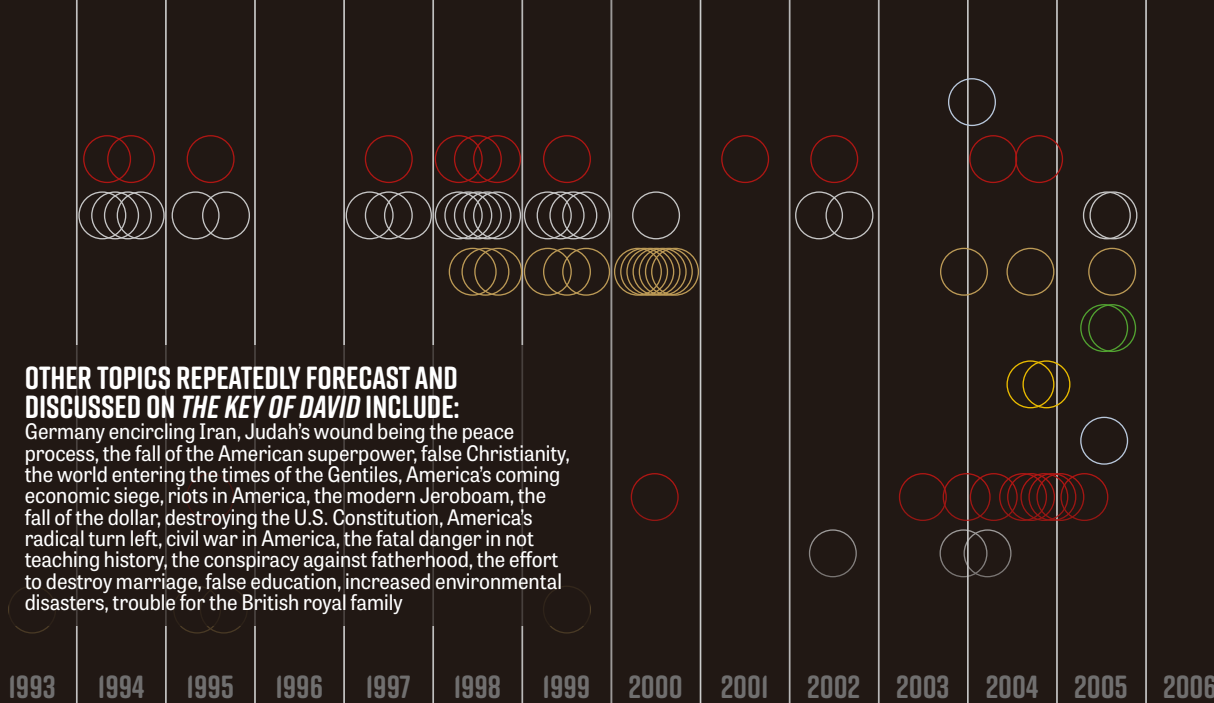 OTHER TOPICS REPEATEDLY FORECAST AND
DISCUSSED ON THE KEY OF DAVID INCLUDE:
Germany encircling Iran, Judah’s wound being the peace
process, the fall of the American superpower, false Christianity,
the world entering the times of the Gentiles, America’s coming
economic siege, riots in America, the modern Jeroboam, the
fall of the dollar, destroying the U.S. Constitution, America’s
radical turn left, civil war in America, the fatal danger in not
teaching history, the conspiracy against fatherhood, the effort
to destroy marriage, false education, increased environmental
disasters, trouble for the British royal family
1993 1994 1995 1996 1997 1998 1999 2000 2001 2002 2003 2004 2005 2006